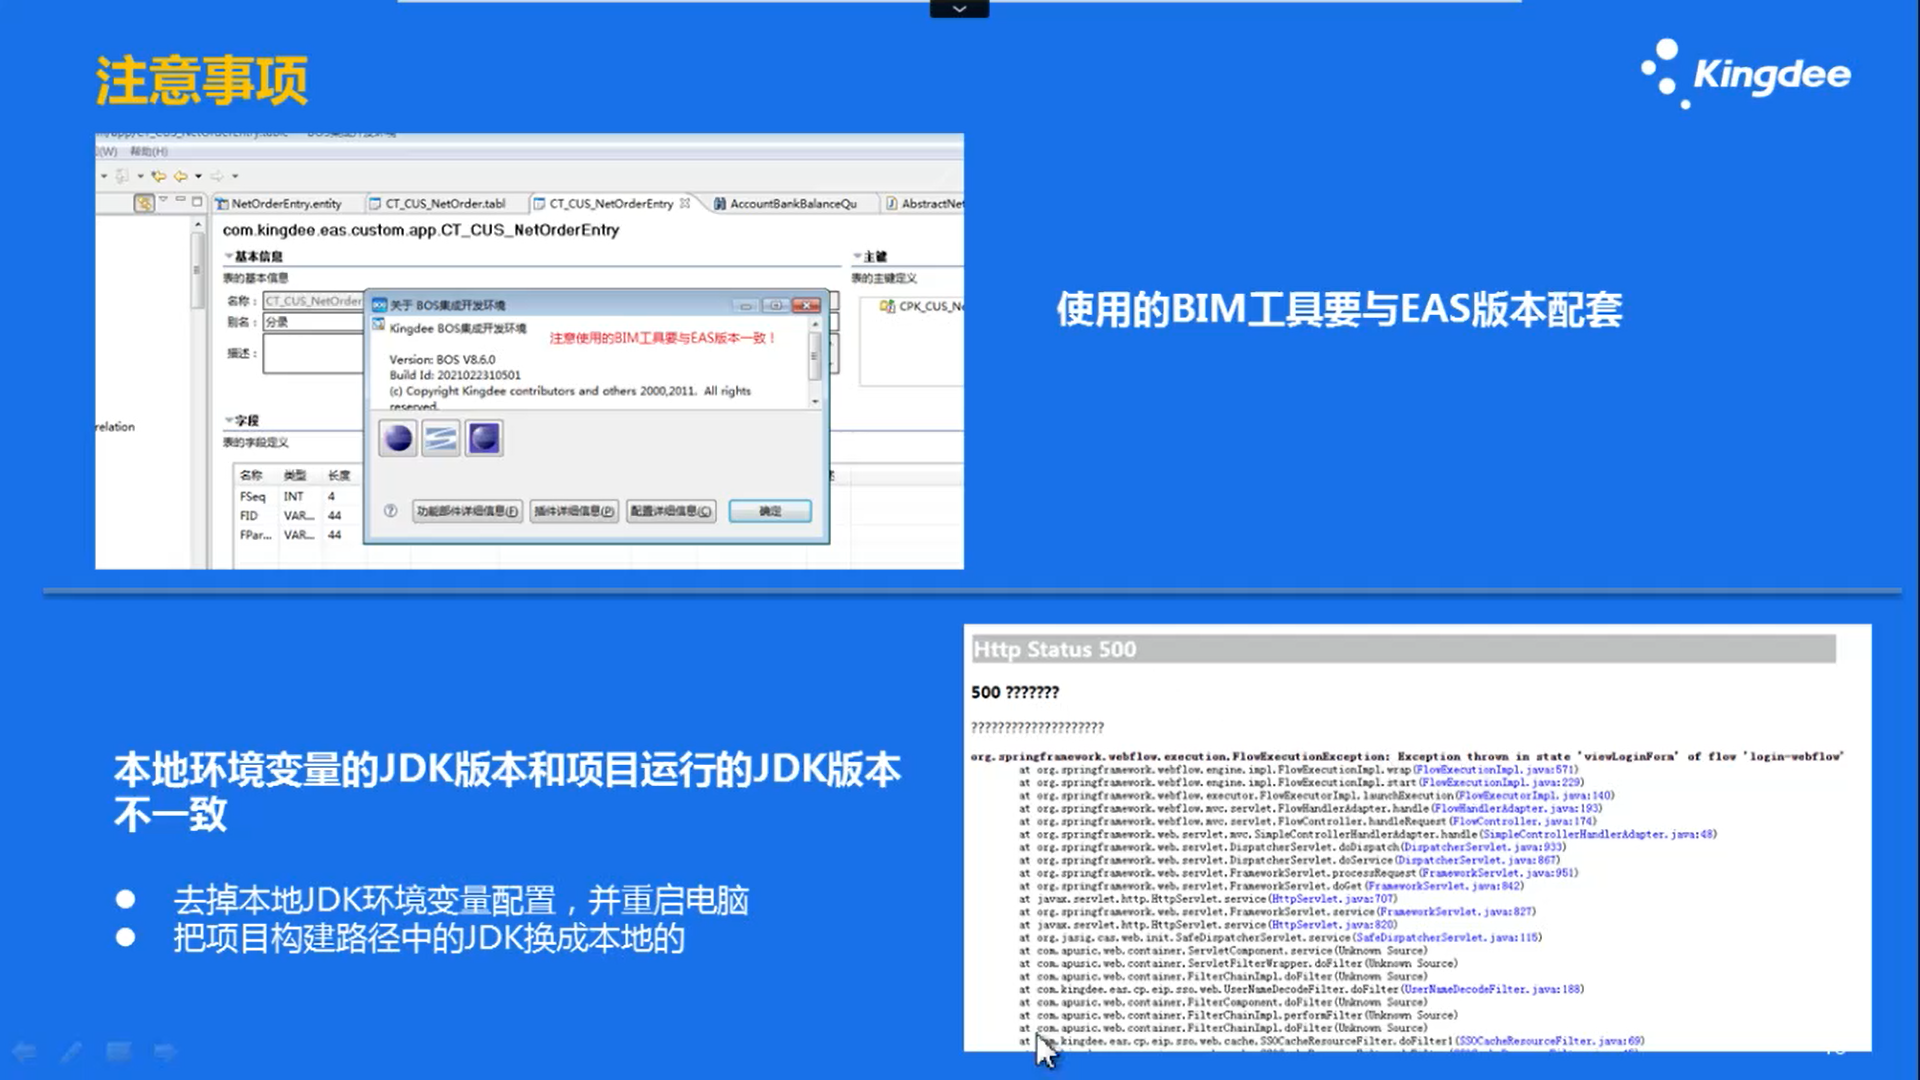 注意事项
Kingdee
帮助(H)
NetOrderEntry.entity
CT_CUS_NetOrder.tabl
CT_CUS_NetOrderEntry
AccountBankBalanceQu
AbstractNet
com.kingdee.eas.custom.app.CT_CUS_NetOrderEntry
基本信息
表的基本信息
名称：
CT_CUS_NetOrder
别名：
分录
描述：
主键
表的主键定义
CPK_CUS_Ne
关于 BOS集成开发环境
Kingdee BOS集成开发环境
注意使用的BIM工具要与EAS版本一致！
Version: BOS V8.6.0
Build Id: 2021022310501
(c) Copyright Kingdee contributors and others 2000,2011. All rights
reserved.
功能部件详细信息(F)
插件详细信息(P)
配置详细信息(C)
确定
relation
字段
表的字段定义
名称 类型 长度
FSeq INT 4
FID VAR... 44
FPar... VAR... 44
使用的BIM工具要与EAS版本配套
本地环境变量的JDK版本和项目运行的JDK版本
不一致
去掉本地JDK环境变量配置，并重启电脑
把项目构建路径中的JDK换成本地的
Http Status 500
500 ???????
????????????????????
org.springframework.webflow.execution.FlowExecutionException: Exception thrown in state 'viewLoginForm' of flow 'login-webflow'
at org.springframework.webflow.engine.impl.FlowExecutionImpl.wrap(FlowExecutionImpl.java:571)
at org.springframework.webflow.engine.impl.FlowExecutionImpl.start(FlowExecutionImpl.java:229)
at org.springframework.webflow.executor.FlowExecutorImpl.launchExecution(FlowExecutorImpl.java:140)
at org.springframework.webflow.mvc.servlet.FlowHandlerAdapter.handle(FlowHandlerAdapter.java:193)
at org.springframework.webflow.mvc.servlet.FlowController.handleRequest(FlowController.java:174)
at org.springframework.web.servlet.mvc.SimpleControllerHandlerAdapter.handle(SimpleControllerHandlerAdapter.java:48)
at org.springframework.web.servlet.DispatcherServlet.doDispatch(DispatcherServlet.java:933)
at org.springframework.web.servlet.DispatcherServlet.doService(DispatcherServlet.java:867)
at org.springframework.web.servlet.FrameworkServlet.processRequest(FrameworkServlet.java:951)
at org.springframework.web.servlet.FrameworkServlet.doGet(FrameworkServlet.java:842)
at javax.servlet.http.HttpServlet.service(HttpServlet.java:707)
at org.springframework.web.servlet.FrameworkServlet.service(FrameworkServlet.java:827)
at javax.servlet.http.HttpServlet.service(HttpServlet.java:820)
at org.jasig.cas.web.init.SafeDispatcherServlet.service(SafeDispatcherServlet.java:115)
at com.apusic.web.container.ServletComponent.service(Unknown Source)
at com.apusic.web.container.ServletFilterWrapper.doFilter(Unknown Source)
at com.apusic.web.container.FilterChainImpl.doFilter(Unknown Source)
at com.kingdee.eas.cp.eip.sso.web.UserNameDecodeFilter.doFilter(UserNameDecodeFilter.java:188)
at com.apusic.web.container.FilterComponent.doFilter(Unknown Source)
at com.apusic.web.container.FilterChainImpl.performFilter(Unknown Source)
at com.apusic.web.container.FilterChainImpl.doFilter(Unknown Source)
at com.kingdee.eas.cp.eip.sso.web.cache.SSOCacheResourceFilter.doFilter1(SSOCacheResourceFilter.java:69)